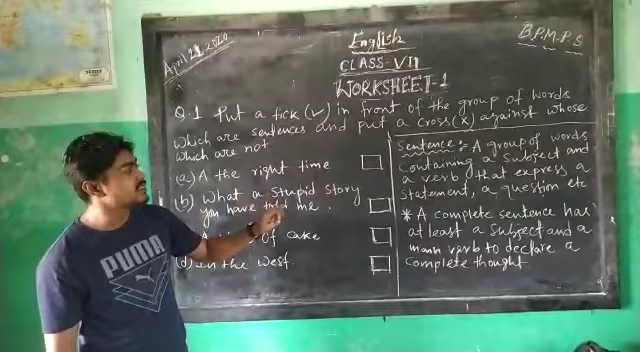 April 21, 2020
English
B.P.M.P.S
CLASS-VII
WORKSHEET-1
Q.1 Put a tick (✓) in front of the group of words
which are sentences and put a cross (x) against whose
which are not
(a) A the right time
(b) What a stupid story
you have told me.
of cake
(d) In the West.
Sentence:- A group of words
Containing a subject and
a verb that express a
statement, a question etc
* A complete sentence has
at least a subject and a
main verb to declare a
complete thought
PUMA